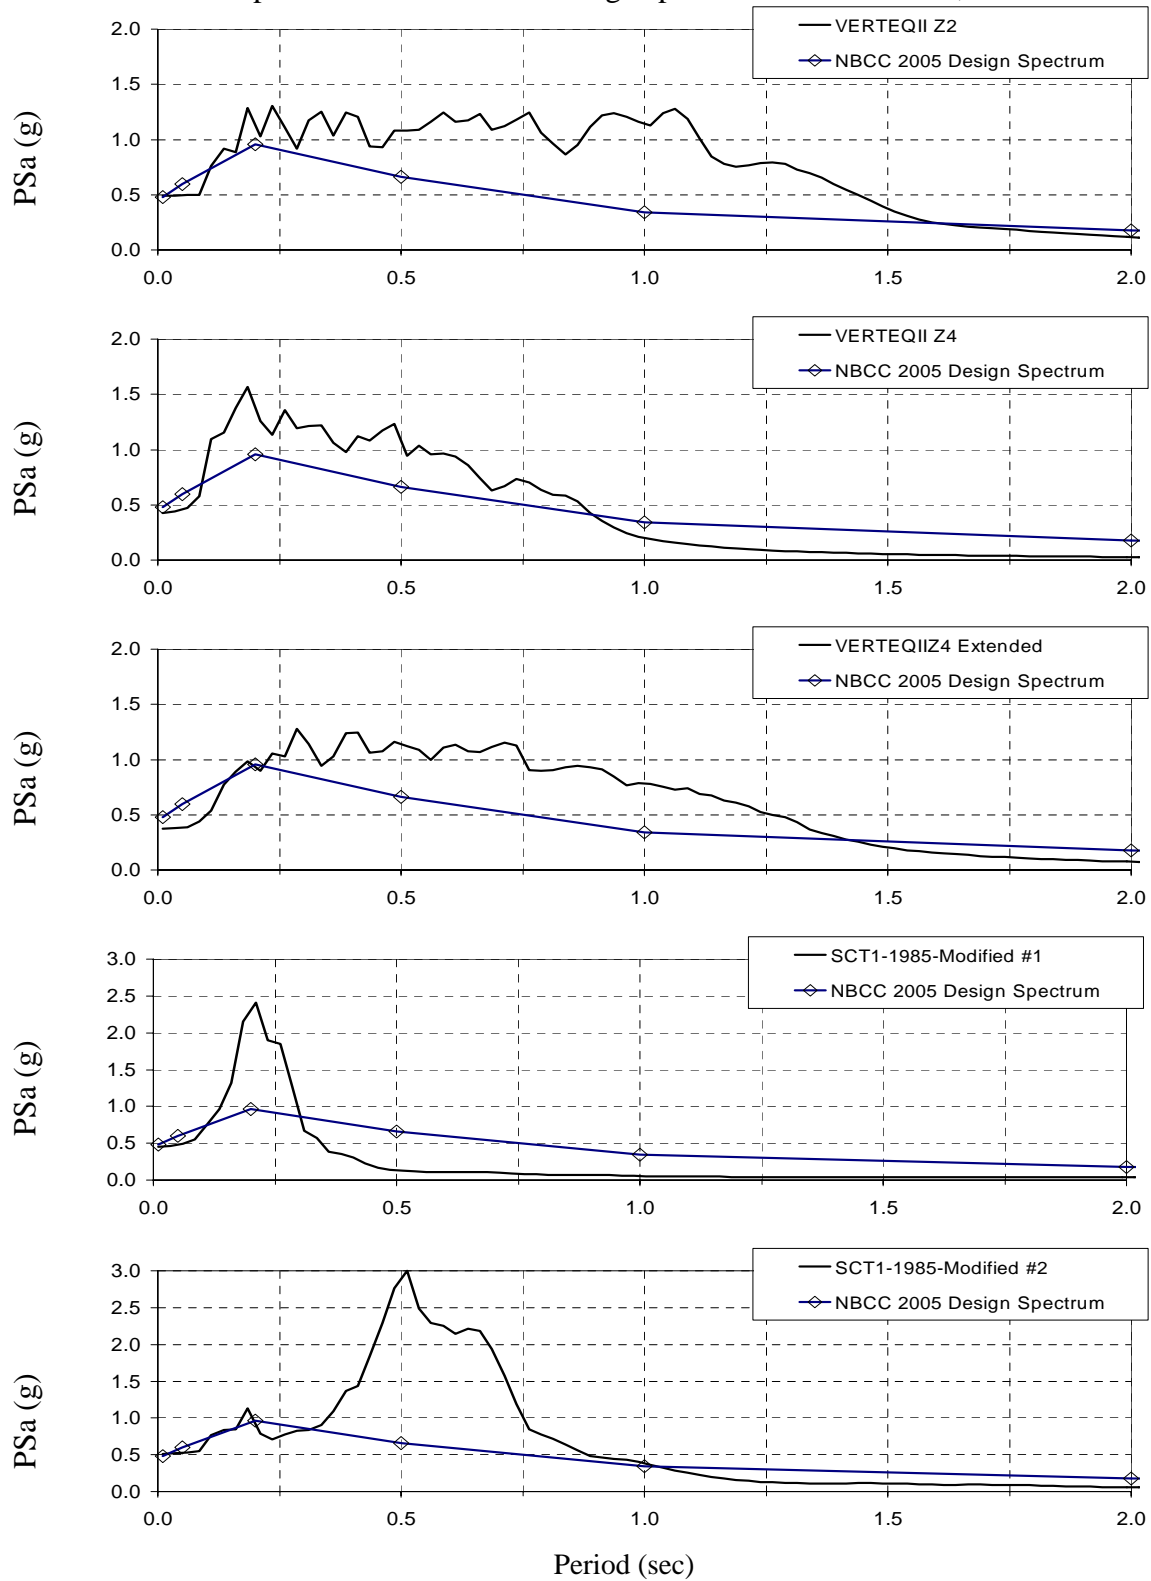 VERTEQII Z2
NBCC 2005 Design Spectrum
PSa (g)
2.0
1.5
1.0
0.5
0.0
0.0 0.5 1.0 1.5 2.0
VERTEQII Z4
NBCC 2005 Design Spectrum
PSa (g)
2.0
1.5
1.0
0.5
0.0
0.0 0.5 1.0 1.5 2.0
VERTEQIIZ4 Extended
NBCC 2005 Design Spectrum
PSa (g)
2.0
1.5
1.0
0.5
0.0
0.0 0.5 1.0 1.5 2.0
SCT1-1985-Modified #1
NBCC 2005 Design Spectrum
PSa (g)
3.0
2.5
2.0
1.5
1.0
0.5
0.0
0.0 0.5 1.0 1.5 2.0
SCT1-1985-Modified #2
NBCC 2005 Design Spectrum
PSa (g)
3.0
2.5
2.0
1.5
1.0
0.5
0.0
0.0 0.5 1.0 1.5 2.0
Period (sec)